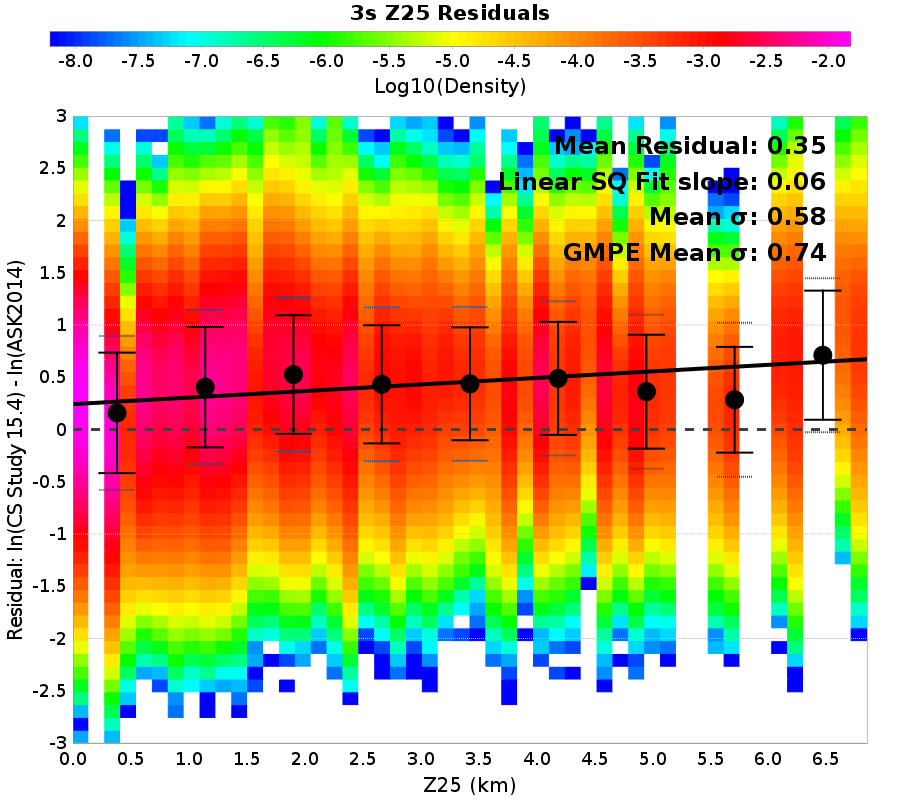 3s Z25 Residuals
-8.0 -7.5 -7.0 -6.5 -6.0 -5.5 -5.0 -4.5 -4.0 -3.5 -3.0 -2.5 -2.0
Log10(Density)
Mean Residual: 0.35
Linear SQ Fit slope: 0.06
Mean σ: 0.58
GMPE Mean σ: 0.74
Residual: ln(CS Study 15.4) - ln(ASK2014)
3
2.5
2
1.5
1
0.5
0
-0.5
-1
-1.5
-2
-2.5
-3
0.0 0.5 1.0 1.5 2.0 2.5 3.0 3.5 4.0 4.5 5.0 5.5 6.0 6.5
Z25 (km)